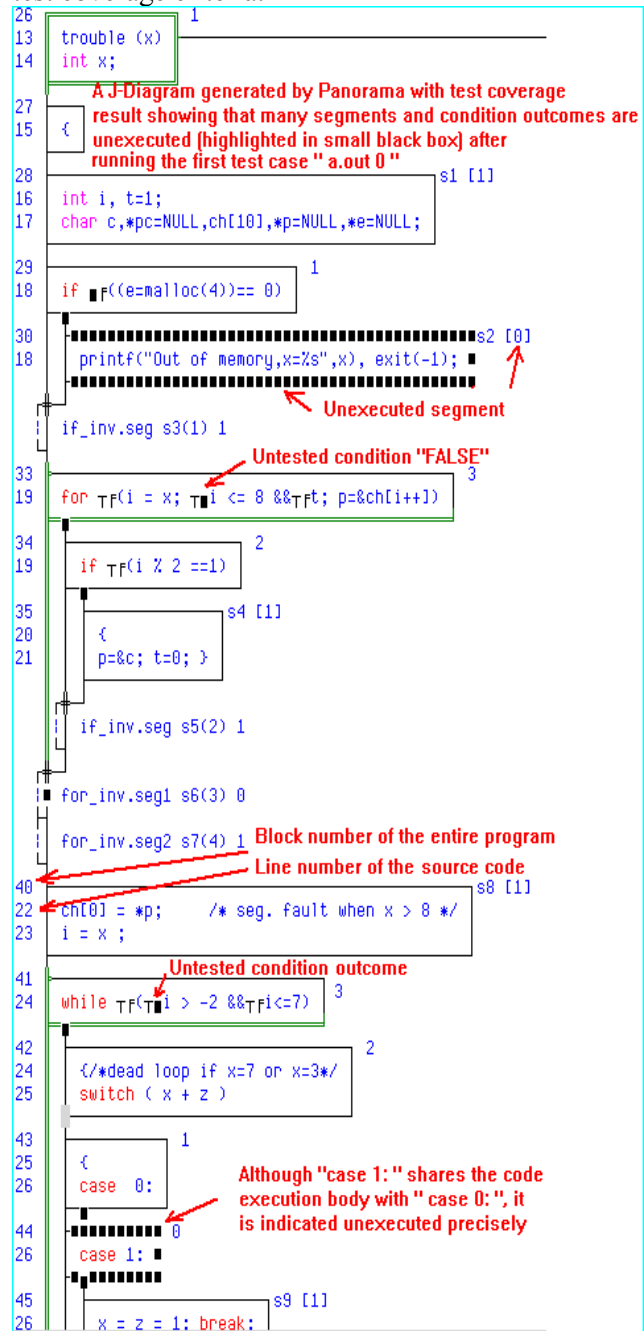 26 1
13 trouble (x)
14 int x;
A J-Diagram generated by Panorama with test coverage
result showing that many segments and condition outcomes are
unexecuted (highlighted in small black box) after
running the first test case " a.out 0 "
27
15 {
28 s1 [1]
16 int i, t=1;
17 char c,*pc=NULL,ch[10],*p=NULL,*e=NULL;
29 1
18 if F((e=malloc(4))== 0)
30 s2 [0]
18 printf("Out of memory,x=%s",x), exit(-1);
Unexecuted segment
if_inv.seg s3(1) 1
Untested condition "FALSE"
33 3
19 for TF(i = x; T i <= 8 &&TFt; p=&ch[i++])
34 2
19 if TF(i % 2 ==1)
35 s4 [1]
20 {
21 p=&c; t=0; }
if_inv.seg s5(2) 1
for_inv.seg1 s6(3) 0
for_inv.seg2 s7(4) 1
Block number of the entire program
Line number of the source code
40 s8 [1]
22 ch[0] = *p; /* seg. fault when x > 8 */
23 i = x ;
Untested condition outcome
41 3
24 while TF(T i > -2 &&TFi<=7)
42 2
24 {/*dead loop if x=7 or x=3*/
25 switch ( x + z )
43 1
25 {
26 case 0:
Although "case 1: " shares the code
execution body with " case 0: ", it
is indicated unexecuted precisely
44 0
26 case 1:
45 s9 [1]
26 x = z = 1; break;